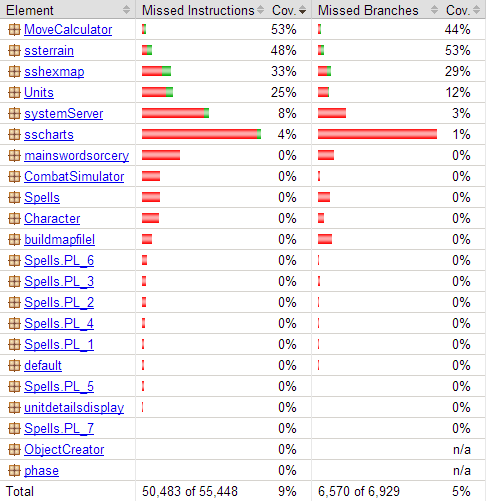 Element Missed Instructions Cov. Missed Branches Cov.
MoveCalculator 53% 44%
ssterrain 48% 53%
sshexmap 33% 29%
Units 25% 12%
systemServer 8% 3%
sscharts 4% 1%
mainswordsorcery 0% 0%
CombatSimulator 0% 0%
Spells 0% 0%
Character 0% 0%
buildmapfileI 0% 0%
Spells.PL_6 0% 0%
Spells.PL_3 0% 0%
Spells.PL_2 0% 0%
Spells.PL_4 0% 0%
Spells.PL_1 0% 0%
default 0% 0%
Spells.PL_5 0% 0%
unitdetailsdisplay 0% 0%
Spells.PL_7 0% 0%
ObjectCreator 0% n/a
phase 0% n/a
Total 50,483 of 55,448 9% 6,570 of 6,929 5%